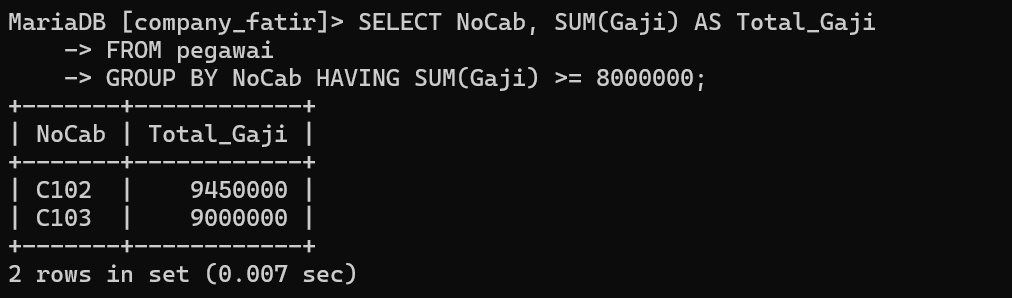 MariaDB [company_fatir]> SELECT NoCab, SUM(Gaji) AS Total_Gaji
    -> FROM pegawai
    -> GROUP BY NoCab HAVING SUM(Gaji) >= 8000000;
+-------+------------+
| NoCab | Total_Gaji |
+-------+------------+
| C102  |    9450000 |
| C103  |    9000000 |
+-------+------------+
2 rows in set (0.007 sec)